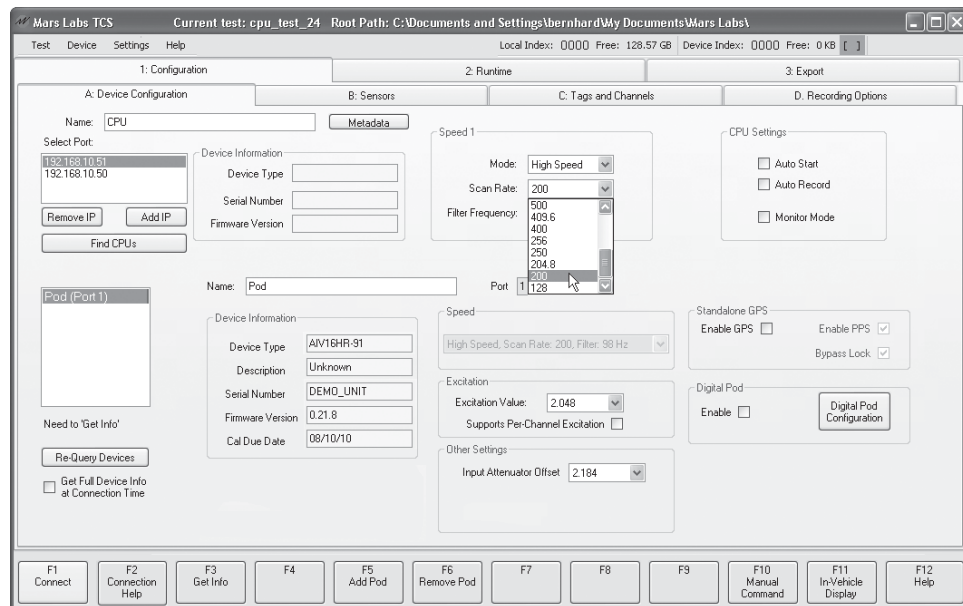 Mars Labs TCS Current test: cpu_test_24 Root Path: C:\Documents and Settings\bernhard\My Documents\Mars Labs\
Test Device Settings Help Local Index: 0000 Free: 128.57 GB Device Index: 0000 Free: 0 KB [ ]
1: Configuration 2: Runtime 3: Export
A: Device Configuration B: Sensors C: Tags and Channels D. Recording Options
Name: CPU Metadata
Select Port:
192.168.10.51
192.168.10.50
Remove IP Add IP
Find CPUs
Device Information
Device Type
Serial Number
Firmware Version
Speed 1
Mode: High Speed
Scan Rate: 200
Filter Frequency:
500
409.6
400
256
250
204.8
200
128
CPU Settings
Auto Start
Auto Record
Monitor Mode
Pod (Port 1)
Name: Pod Port 1
Device Information
Device Type AIV16HR-91
Description Unknown
Serial Number DEMO_UNIT
Firmware Version 0.21.8
Cal Due Date 08/10/10
Speed
High Speed, Scan Rate: 200, Filter: 98 Hz
Excitation
Excitation Value: 2.048
Supports Per-Channel Excitation
Other Settings
Input Attenuator Offset 2.184
Standalone GPS
Enable GPS Enable PPS
Bypass Lock
Digital Pod
Enable Digital Pod Configuration
Need to 'Get Info'
Re-Query Devices
Get Full Device Info
at Connection Time
F1 Connect
F2 Connection Help
F3 Get Info
F4
F5 Add Pod
F6 Remove Pod
F7
F8
F9
F10 Manual Command
F11 In-Vehicle Display
F12 Help